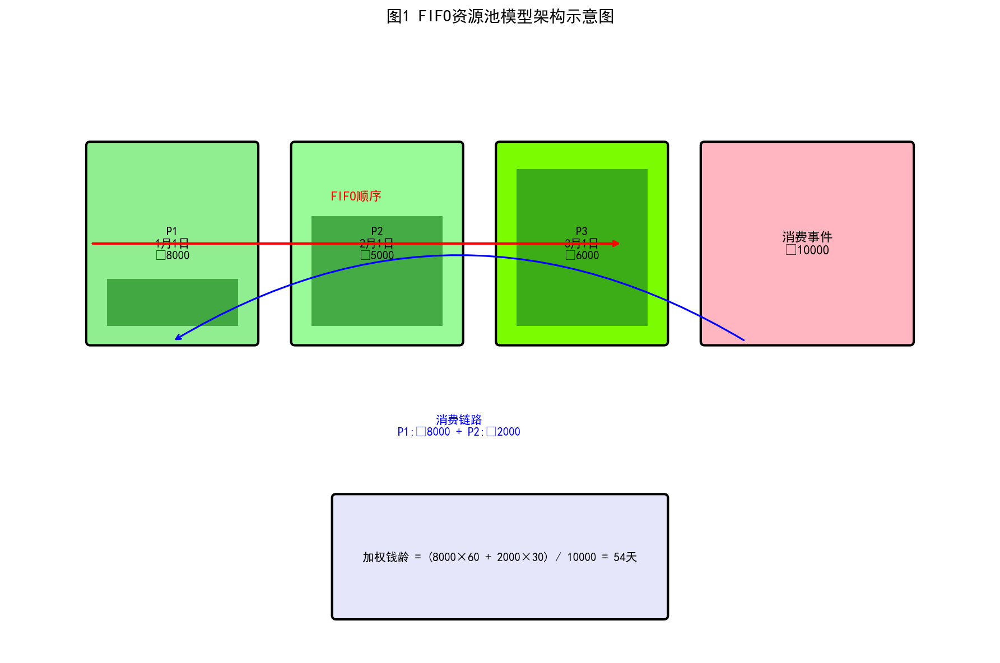 图1 FIFO资源池模型架构示意图
FIFO顺序
P1
1月1日
□8000
P2
2月1日
□5000
P3
3月1日
□6000
消费事件
□10000
消费链路
P1:□8000 + P2:□2000
加权钱龄 = (8000×60 + 2000×30) / 10000 = 54天